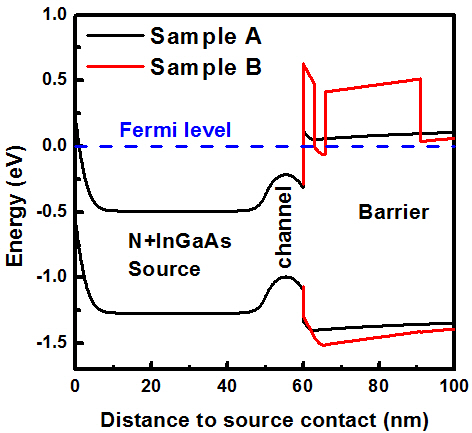 1.0
0.5
0.0
-0.5
-1.0
-1.5
Energy (eV)
Sample A
Sample B
Fermi level
N+InGaAs
Source
channel
Barrier
0 20 40 60 80 100
Distance to source contact (nm)